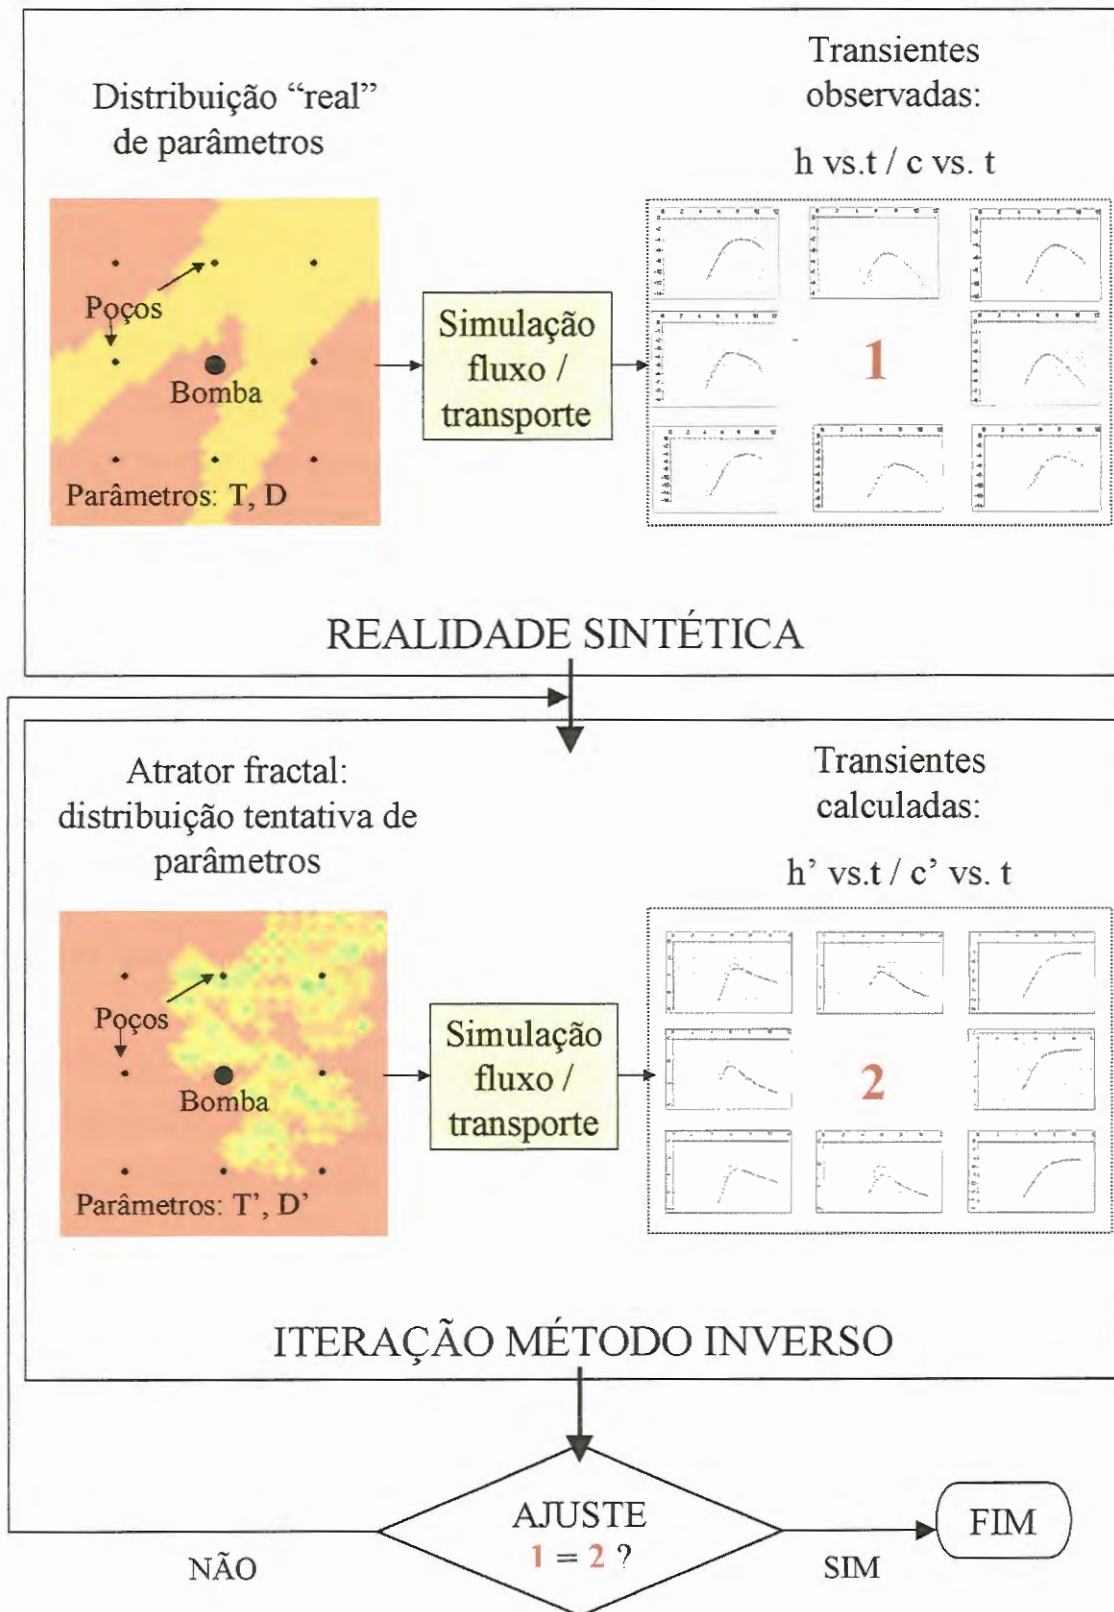 Distribuição “real”
de parâmetros
Transientes
observadas:
h vs.t / c vs. t
Poços
Bomba
Parâmetros: T, D
Simulação
fluxo /
transporte
1
REALIDADE SINTÉTICA
Atrator fractal:
distribuição tentativa de
parâmetros
Transientes
calculadas:
h’ vs.t / c’ vs. t
Poços
Bomba
Parâmetros: T’, D’
Simulação
fluxo /
transporte
2
ITERAÇÃO MÉTODO INVERSO
AJUSTE
1 = 2 ?
NÃO
SIM
FIM